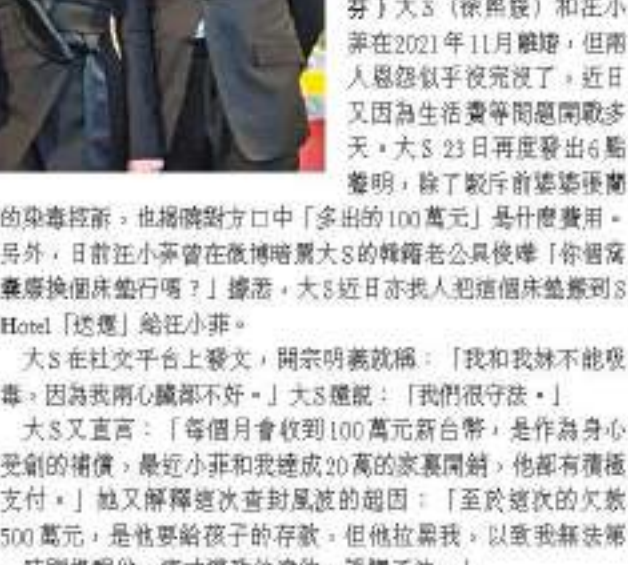 芬）大S（徐熙媛）和汪小
菲在2021年11月離婚，但兩
人恩怨似乎沒完沒了，近日
又因為生活費等問題開戰多
天。大S 23日再度發出6點
聲明，除了駁斥前婆婆張蘭
的染毒控訴，也揭曉對方口中「多出的100萬元」是什麼費用。
另外，日前汪小菲曾在微博暗罵大S的韓籍老公具俊曄「你個窩
囊廢換個床墊行嗎？」據悉，大S近日亦找人把這個床墊搬到S
Hotel「送還」給汪小菲。
大S在社交平台上發文，開宗明義就稱：「我和我妹不能吸
毒，因為我兩心臟都不好。」大S還說：「我們很守法。」
大S又直言：「每個月會收到100萬元新台幣，是作為身心
受創的補償，最近小菲和我達成20萬的家裏開銷，他都有積極
支付。」她又解釋這次查封風波的起因：「至於這次的欠款
500萬元，是他要給孩子的存款，但他拉黑我，以致我無法第